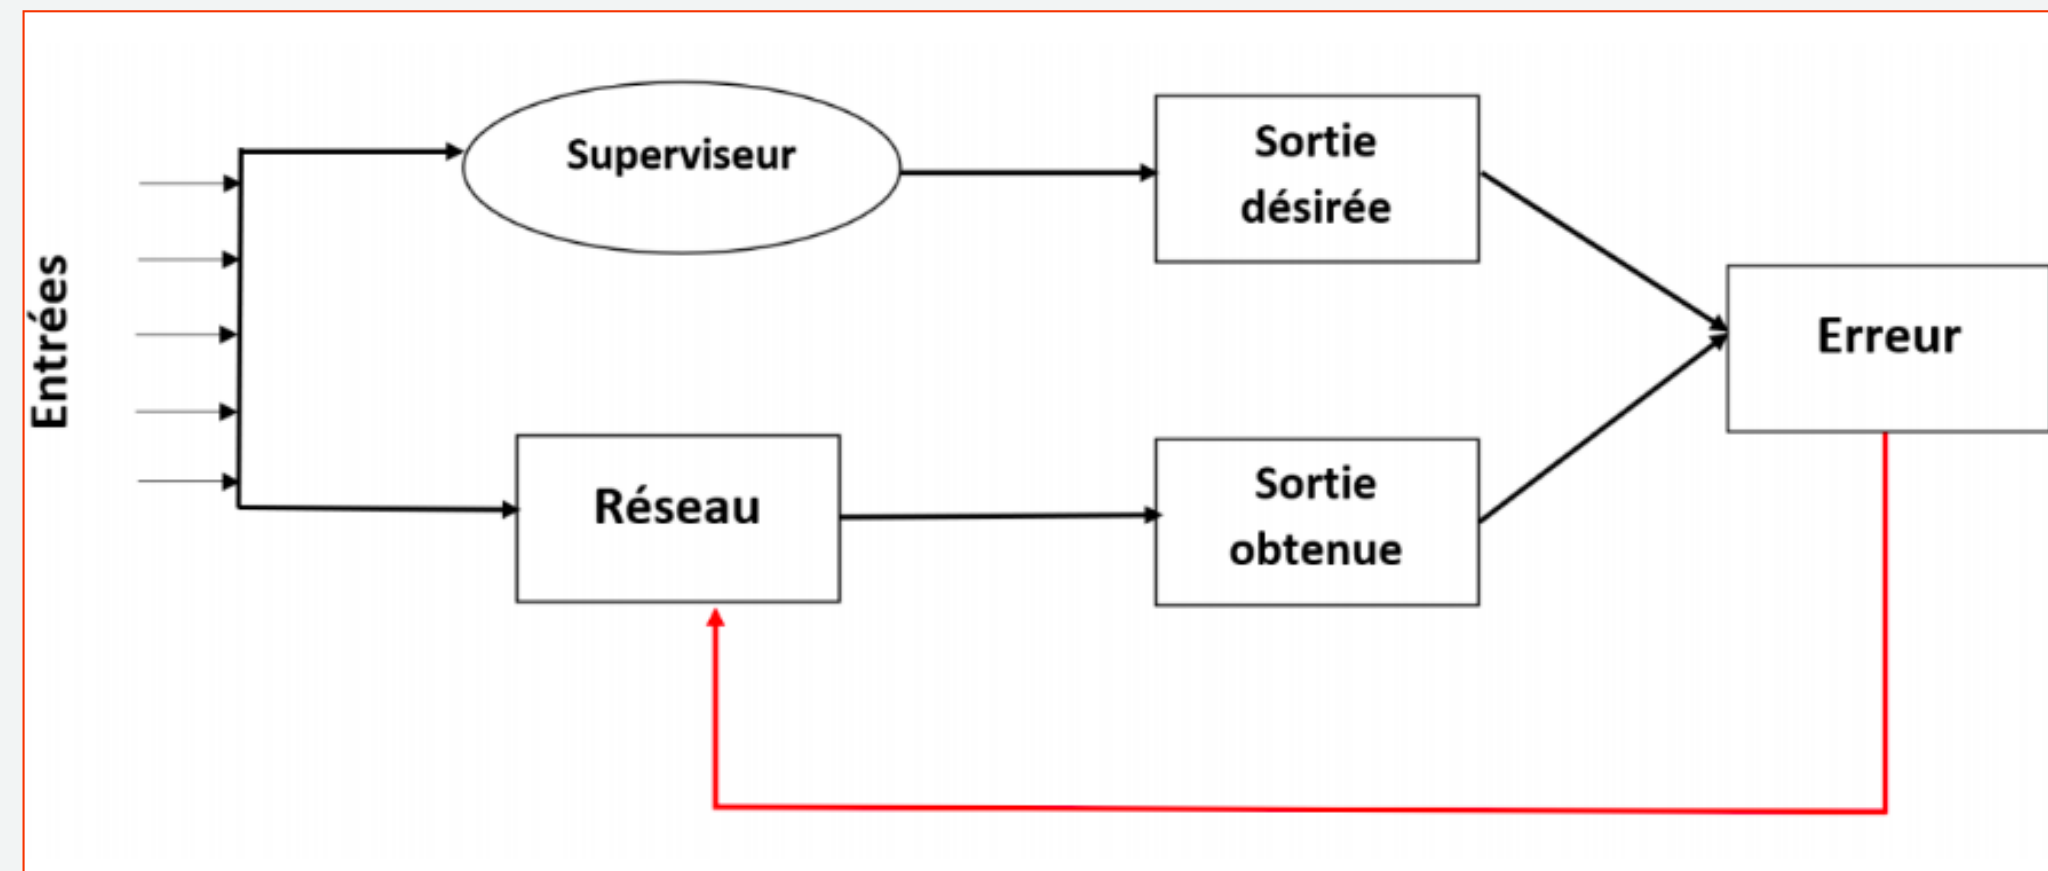 Entrées
Superviseur
Sortie
désirée
Erreur
Réseau
Sortie
obtenue